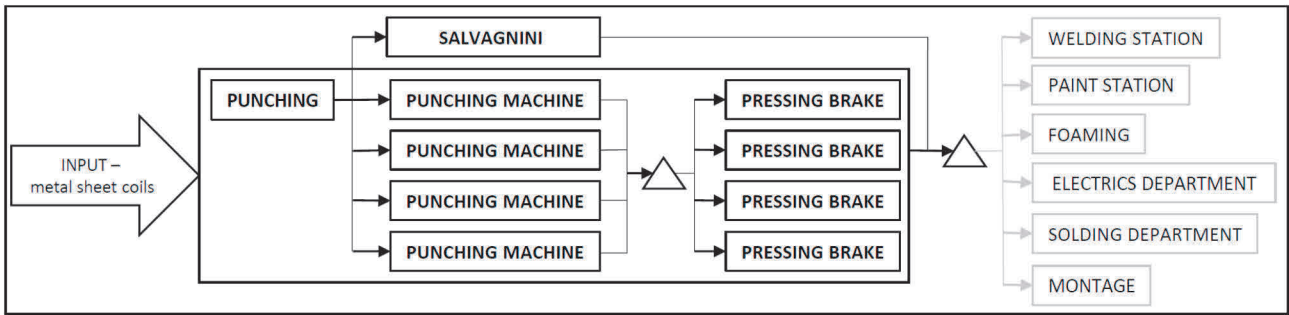 INPUT –
metal sheet coils
PUNCHING
SALVAGNINI
PUNCHING MACHINE
PUNCHING MACHINE
PUNCHING MACHINE
PUNCHING MACHINE
PRESSING BRAKE
PRESSING BRAKE
PRESSING BRAKE
PRESSING BRAKE
WELDING STATION
PAINT STATION
FOAMING
ELECTRICS DEPARTMENT
SOLDING DEPARTMENT
MONTAGE